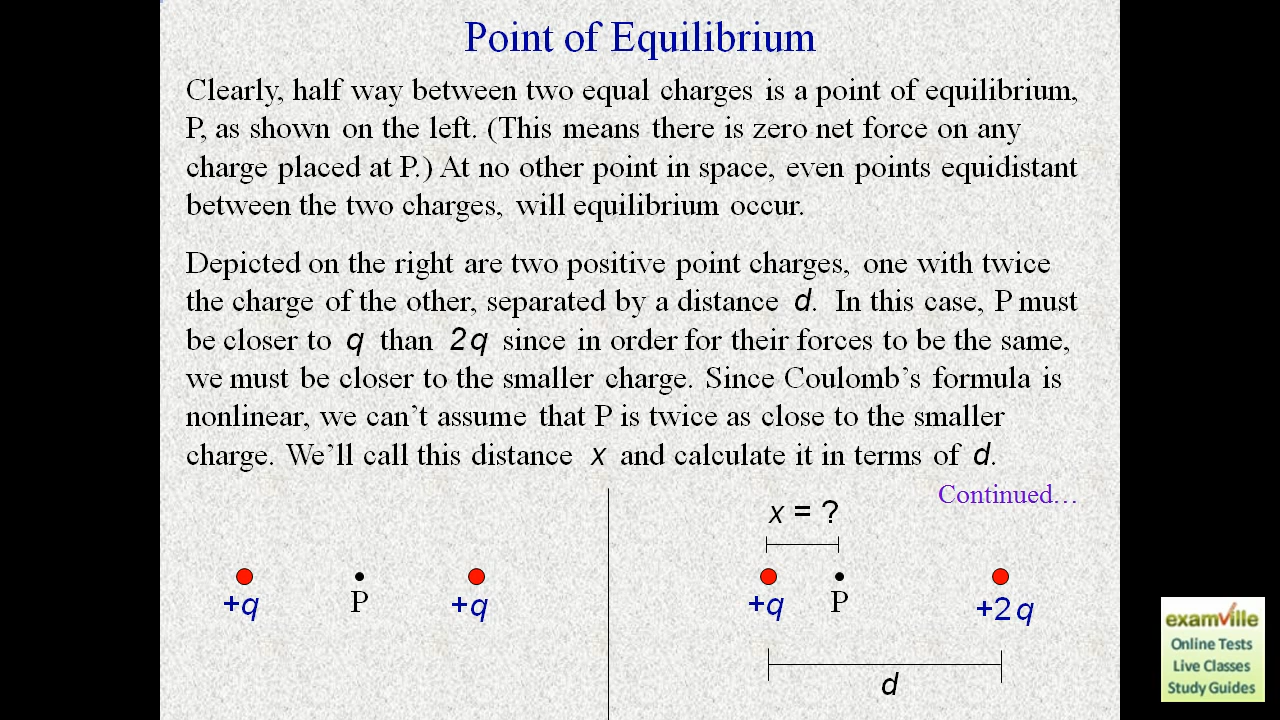 Point of Equilibrium
Clearly, half way between two equal charges is a point of equilibrium,
P, as shown on the left. (This means there is zero net force on any
charge placed at P.) At no other point in space, even points equidistant
between the two charges, will equilibrium occur.
Depicted on the right are two positive point charges, one with twice
the charge of the other, separated by a distance d. In this case, P must
be closer to q than 2q since in order for their forces to be the same,
we must be closer to the smaller charge. Since Coulomb’s formula is
nonlinear, we can’t assume that P is twice as close to the smaller
charge. We’ll call this distance x and calculate it in terms of d.
Continued…
x = ?
+q P +q
+q P +2q
d
examville
Online Tests
Live Classes
Study Guides